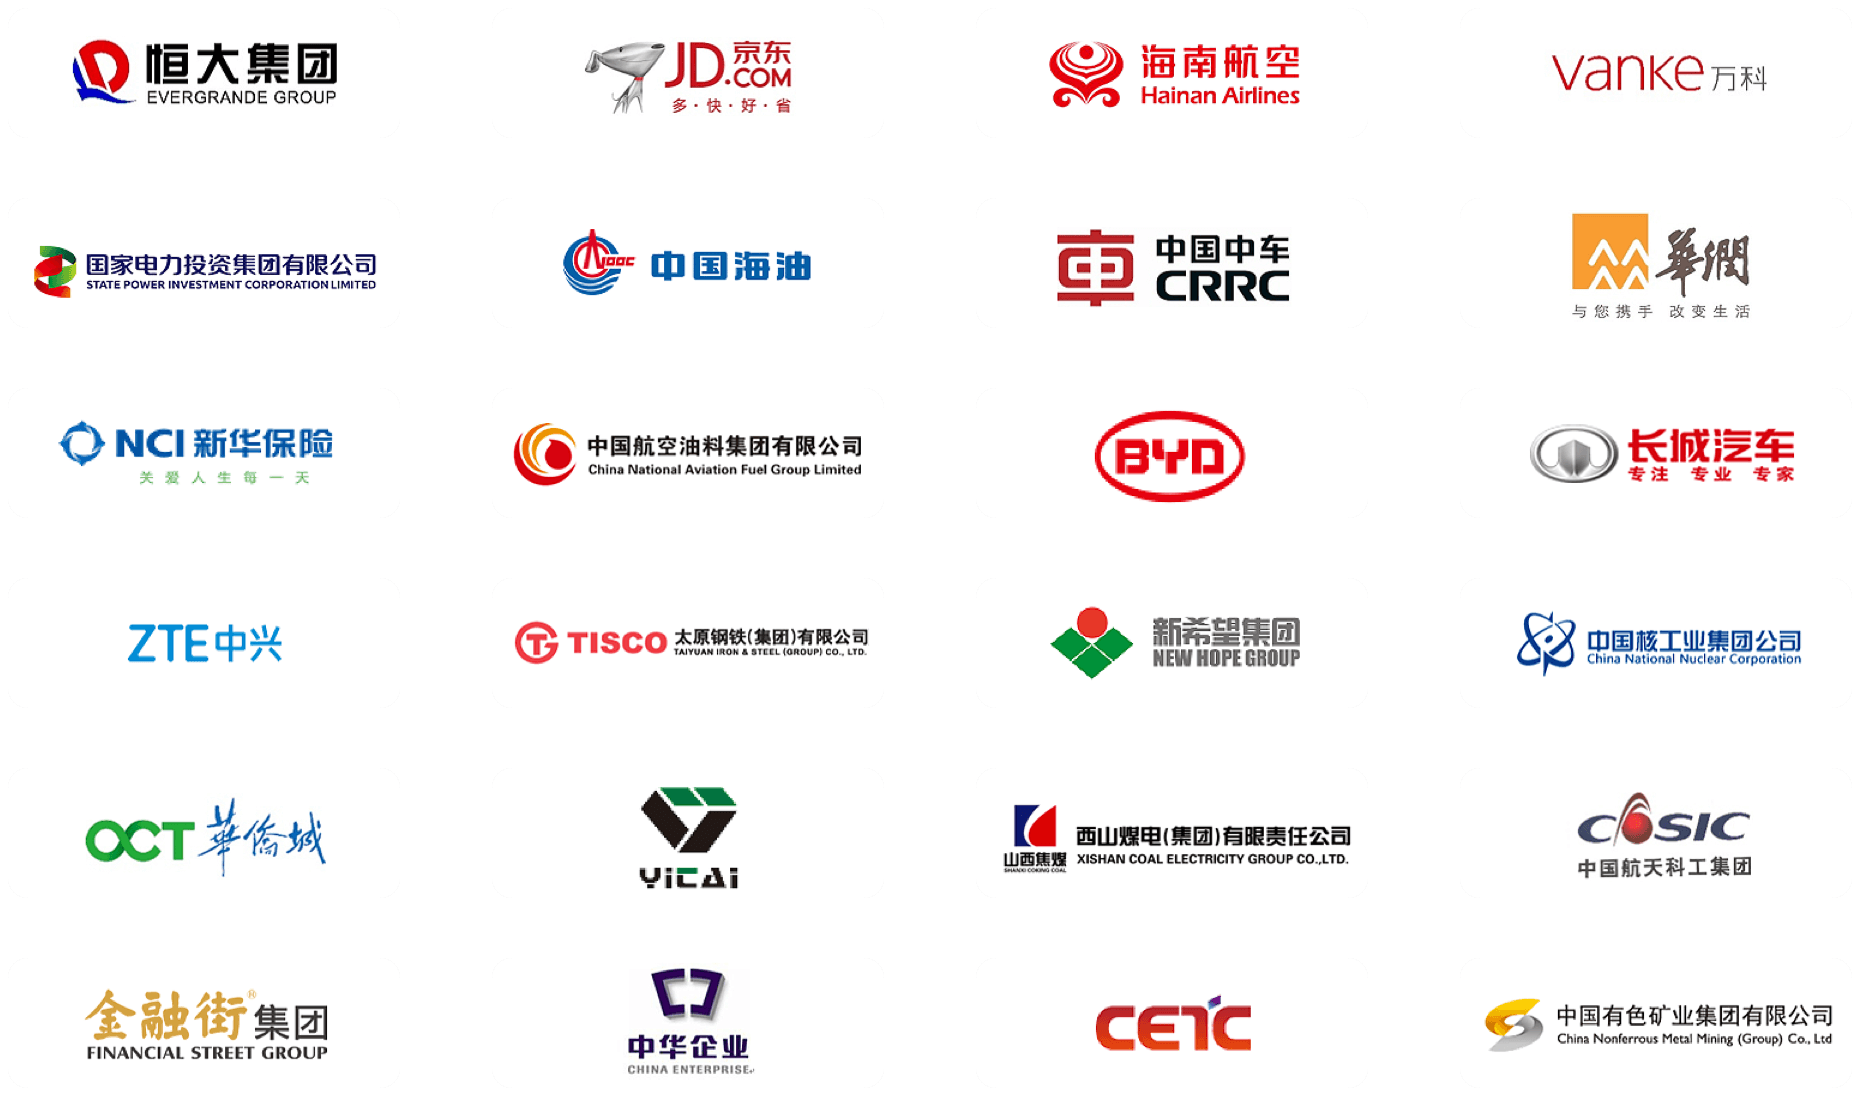 恒大集团
EVERGRANDE GROUP
JD.京东
.COM
多·快·好·省
海南航空
Hainan Airlines
vanke 万科
国家电力投资集团有限公司
STATE POWER INVESTMENT CORPORATION LIMITED
CNOOC 中国海油
中国中车
CRRC
華潤
与您携手 改变生活
NCI 新华保险
关爱人生每一天
中国航空油料集团有限公司
China National Aviation Fuel Group Limited
BYD
长城汽车
专注 专业 专家
ZTE中兴
TISCO 太原钢铁(集团)有限公司
TAIYUAN IRON & STEEL (GROUP) CO., LTD.
新希望集团
NEW HOPE GROUP
中国核工业集团公司
China National Nuclear Corporation
OCT 華僑城
YiCAi
山西焦煤
SHANXI COKING COAL
西山煤电(集团)有限责任公司
XISHAN COAL ELECTRICITY GROUP CO.,LTD.
CASIC
中国航天科工集团
金融街®集团
FINANCIAL STREET GROUP
中华企业
CHINA ENTERPRISE
CETC
中国有色矿业集团有限公司
China Nonferrous Metal Mining (Group) Co., Ltd